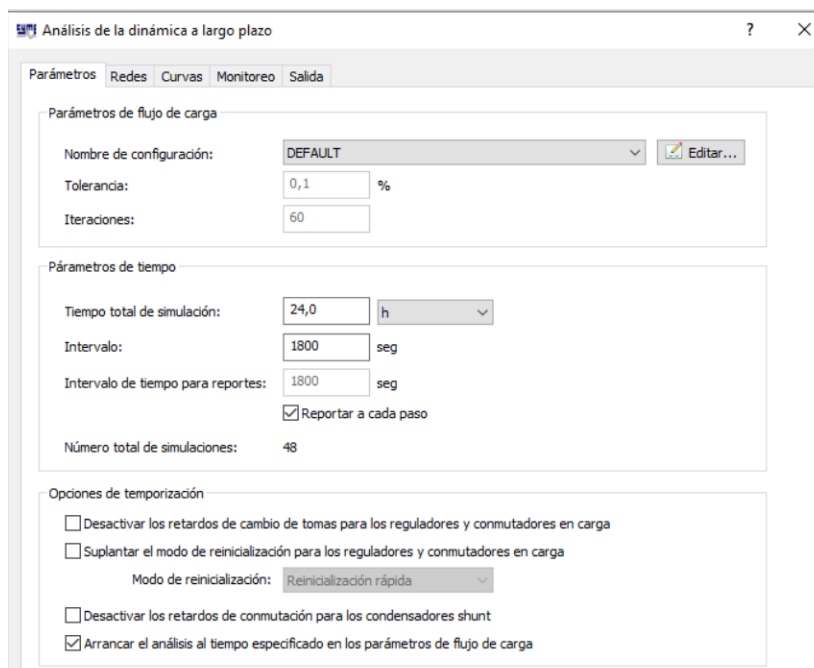 CYME Análisis de la dinámica a largo plazo ? ×
Parámetros Redes Curvas Monitoreo Salida
Parámetros de flujo de carga
Nombre de configuración: DEFAULT Editar...
Tolerancia: 0,1 %
Iteraciones: 60
Párametros de tiempo
Tiempo total de simulación: 24,0 h
Intervalo: 1800 seg
Intervalo de tiempo para reportes: 1800 seg
Reportar a cada paso
Número total de simulaciones: 48
Opciones de temporización
Desactivar los retardos de cambio de tomas para los reguladores y conmutadores en carga
Suplantar el modo de reinicialización para los reguladores y conmutadores en carga
Modo de reinicialización: Reinicialización rápida
Desactivar los retardos de conmutación para los condensadores shunt
Arrancar el análisis al tiempo especificado en los parámetros de flujo de carga